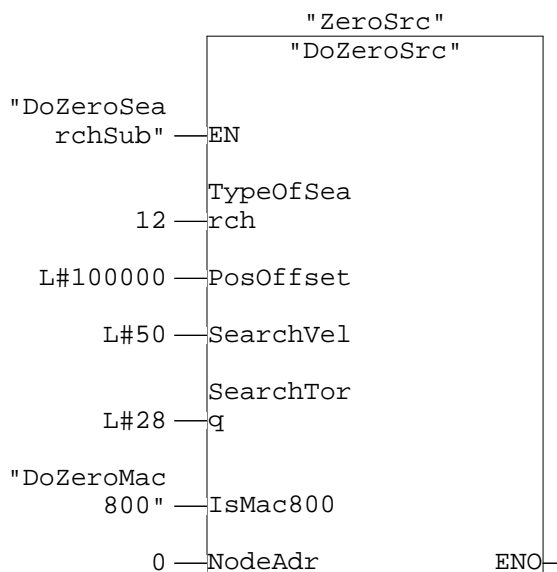 "ZeroSrc"
"DoZeroSrc"
"DoZeroSea
rchSub" EN
TypeOfSea
12 rch
L#100000 PosOffset
L#50 SearchVel
SearchTor
L#28 q
"DoZeroMac
800" IsMac800
0 NodeAdr ENO